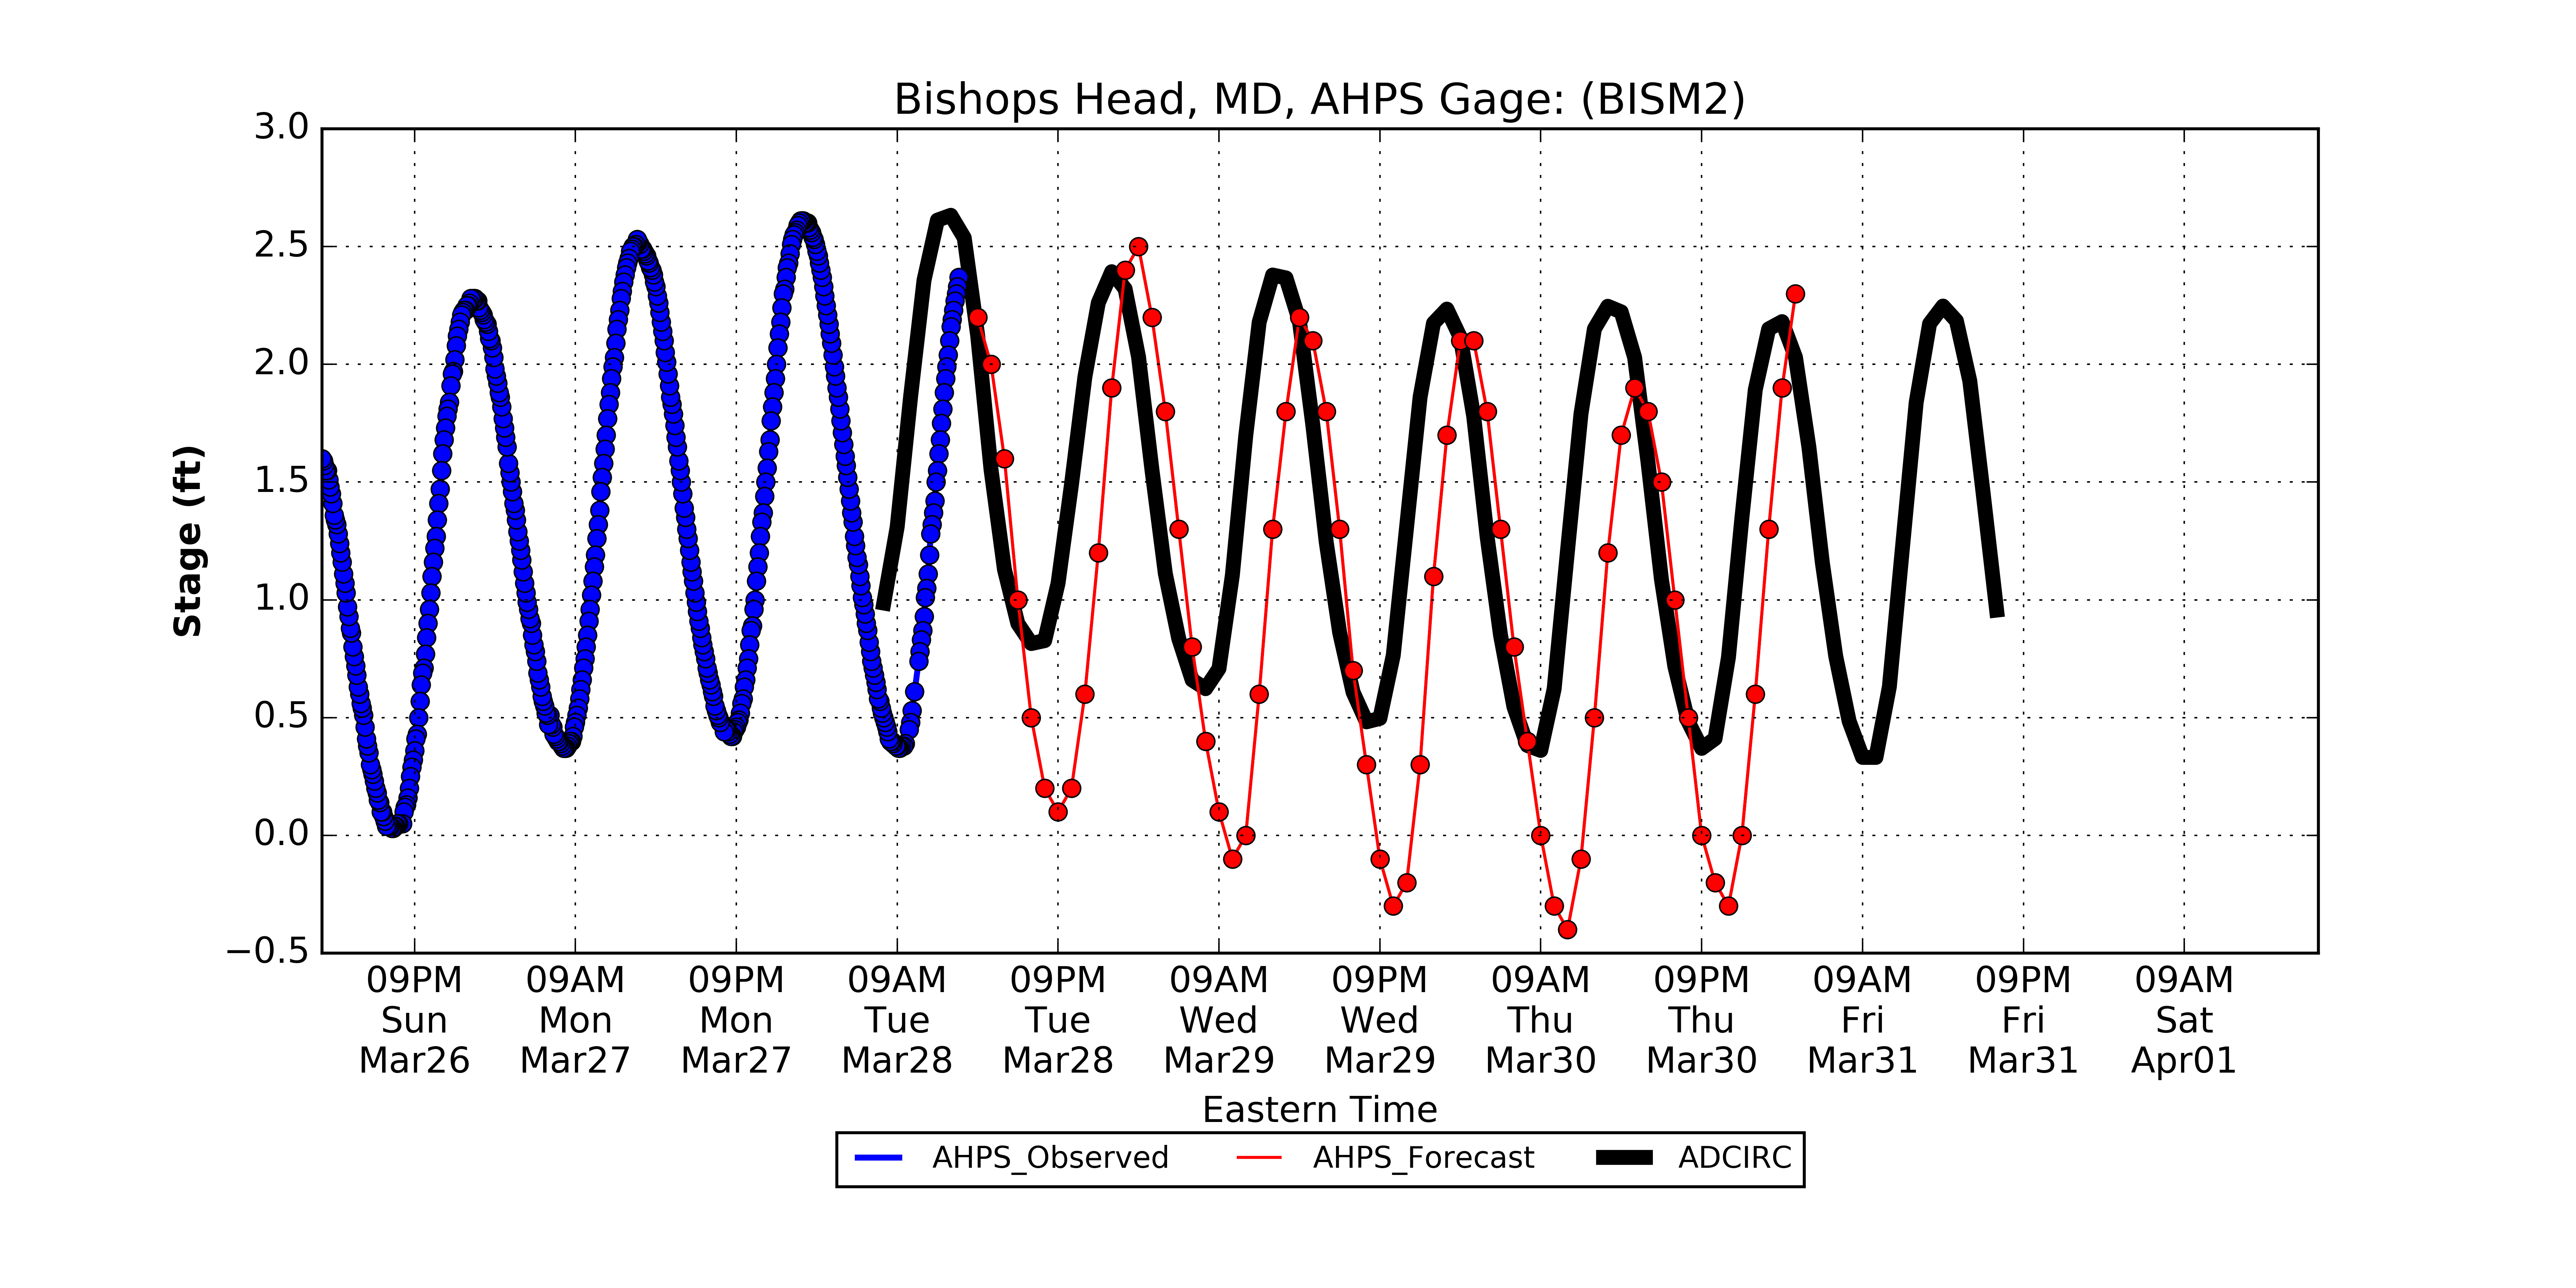 Bishops Head, MD, AHPS Gage: (BISM2)
3.0
2.5
2.0
1.5
1.0
0.5
0.0
−0.5
Stage (ft)
09PM 09AM 09PM 09AM 09PM 09AM 09PM 09AM 09PM 09AM 09PM 09AM
Sun Mon Mon Tue Tue Wed Wed Thu Thu Fri Fri Sat
Mar26 Mar27 Mar27 Mar28 Mar28 Mar29 Mar29 Mar30 Mar30 Mar31 Mar31 Apr01
Eastern Time
AHPS_Observed AHPS_Forecast ADCIRC